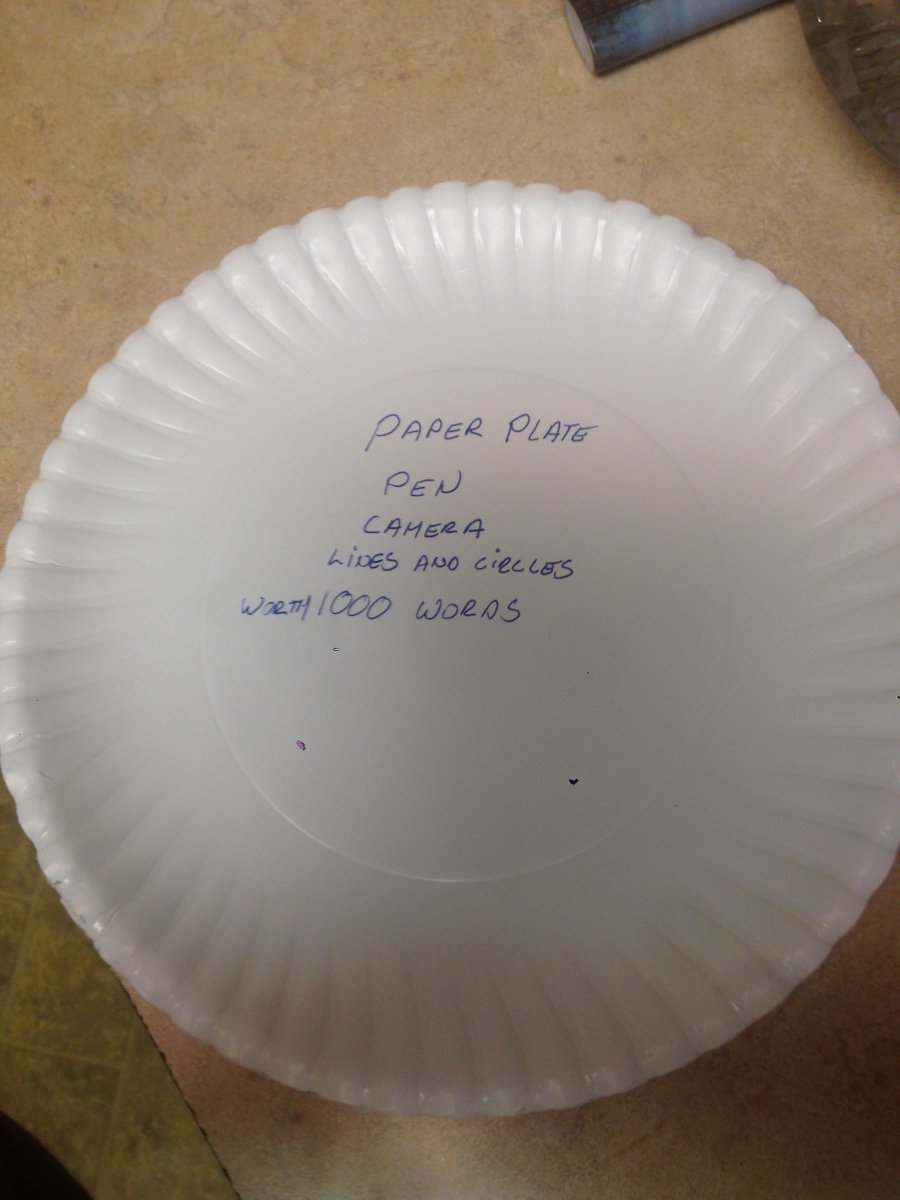 PAPER PLATE
PEN
CAMERA
LINES AND CIRCLES
WORTH 1000 WORDS